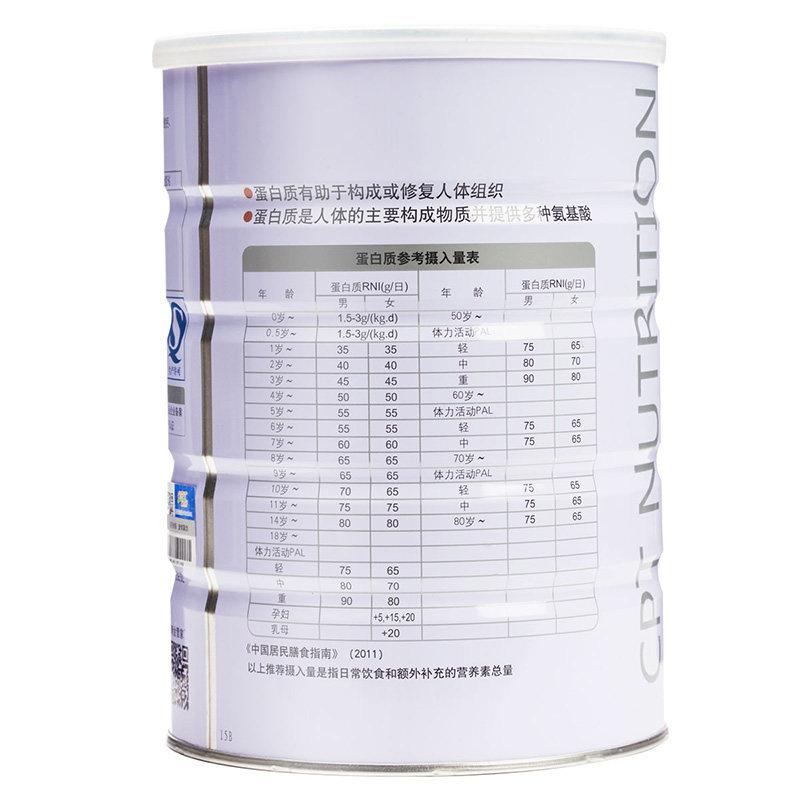 蛋白质有助于构成或修复人体组织
蛋白质是人体的主要构成物质并提供多种氨基酸
蛋白质参考摄入量表
年 龄 蛋白质RNI(g/日) 年 龄 蛋白质RNI(g/日)
男 女 男 女
0岁~ 1.5-3g/(kg.d) 50岁~
0.5岁~ 1.5-3g/(kg.d) 体力活动PAL
1岁~ 35 35 轻 75 65
2岁~ 40 40 中 80 70
3岁~ 45 45 重 90 80
4岁~ 50 50 60岁~
5岁~ 55 55 体力活动PAL
6岁~ 55 55 轻 75 65
7岁~ 60 60 中 75 65
8岁~ 65 65 70岁~
9岁~ 65 65 体力活动PAL
10岁~ 70 65 轻 75 65
11岁~ 75 75 中 75 65
14岁~ 80 80 80岁~ 75 65
18岁~
体力活动PAL
轻 75 65
中 80 70
重 90 80
孕妇 +5,+15,+20
乳母 +20
《中国居民膳食指南》（2011）
以上推荐摄入量是指日常饮食和额外补充的营养素总量
CPT NUTRITION
15B